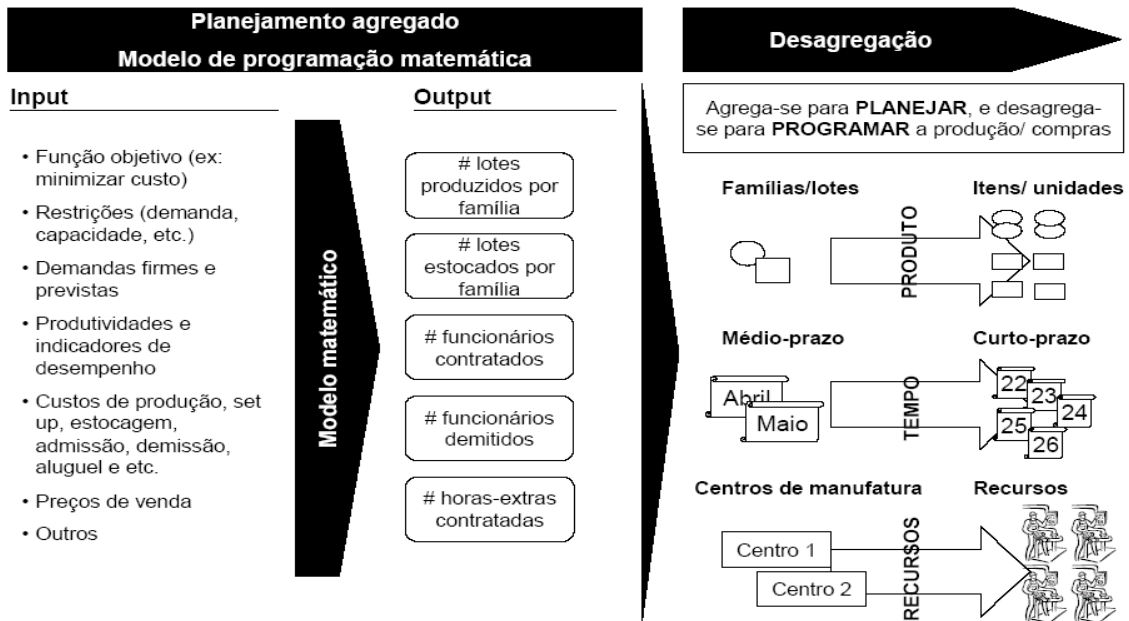 Planejamento agregado
Modelo de programação matemática
Input
• Função objetivo (ex:
minimizar custo)
• Restrições (demanda,
capacidade, etc.)
• Demandas firmes e
previstas
• Produtividades e
indicadores de
desempenho
• Custos de produção, set
up, estocagem,
admissão, demissão,
aluguel e etc.
• Preços de venda
• Outros
Modelo matemático
Output
# lotes
produzidos por
família
# lotes
estocados por
família
# funcionários
contratados
# funcionários
demitidos
# horas-extras
contratadas
Desagregação
Agrega-se para PLANEJAR, e desagrega-
se para PROGRAMAR a produção/ compras
Famílias/lotes
Itens/ unidades
PRODUTO
Médio-prazo
Curto-prazo
Abril
Maio
TEMPO
22
23
24
25
26
Centros de manufatura
Recursos
Centro 1
Centro 2
RECURSOS